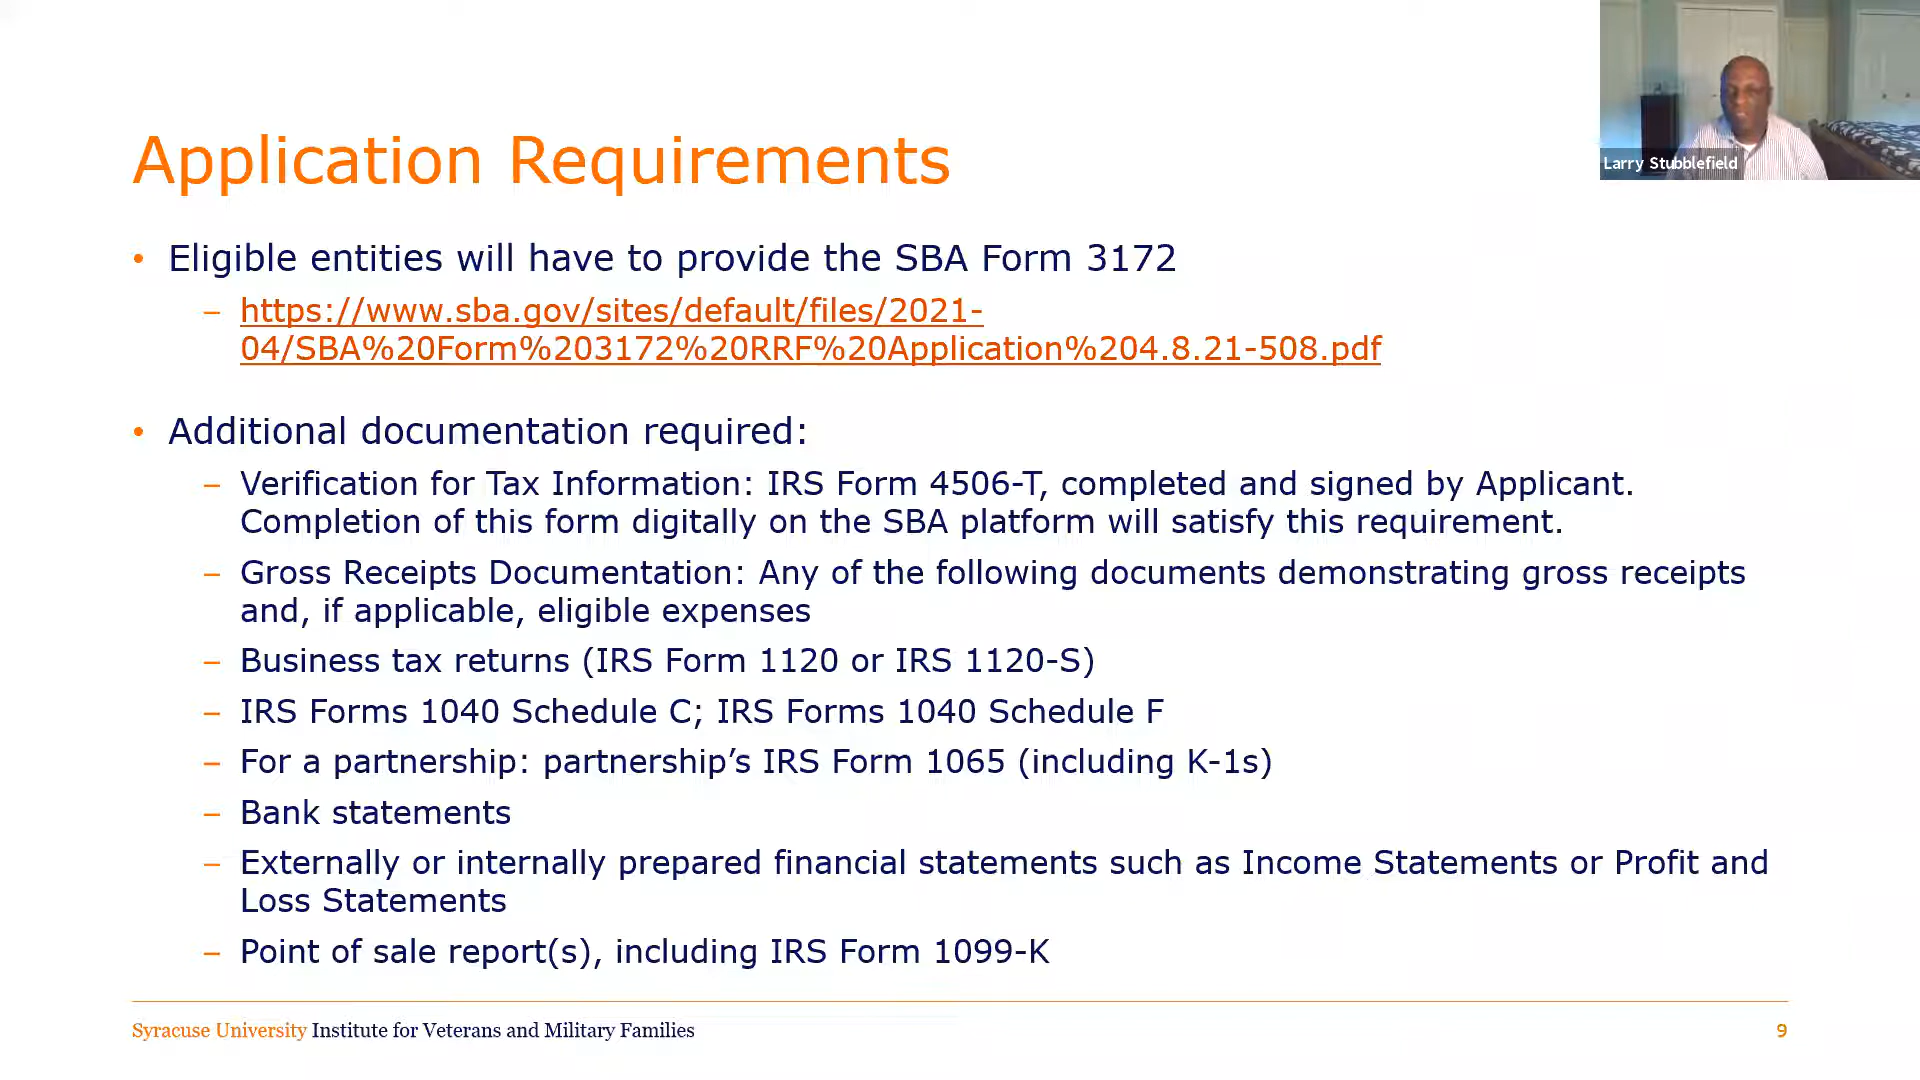 Larry Stubblefield
Application Requirements
• Eligible entities will have to provide the SBA Form 3172
– https://www.sba.gov/sites/default/files/2021-
04/SBA%20Form%203172%20RRF%20Application%204.8.21-508.pdf
• Additional documentation required:
– Verification for Tax Information: IRS Form 4506-T, completed and signed by Applicant.
Completion of this form digitally on the SBA platform will satisfy this requirement.
– Gross Receipts Documentation: Any of the following documents demonstrating gross receipts
and, if applicable, eligible expenses
– Business tax returns (IRS Form 1120 or IRS 1120-S)
– IRS Forms 1040 Schedule C; IRS Forms 1040 Schedule F
– For a partnership: partnership’s IRS Form 1065 (including K-1s)
– Bank statements
– Externally or internally prepared financial statements such as Income Statements or Profit and
Loss Statements
– Point of sale report(s), including IRS Form 1099-K
Syracuse University Institute for Veterans and Military Families
9